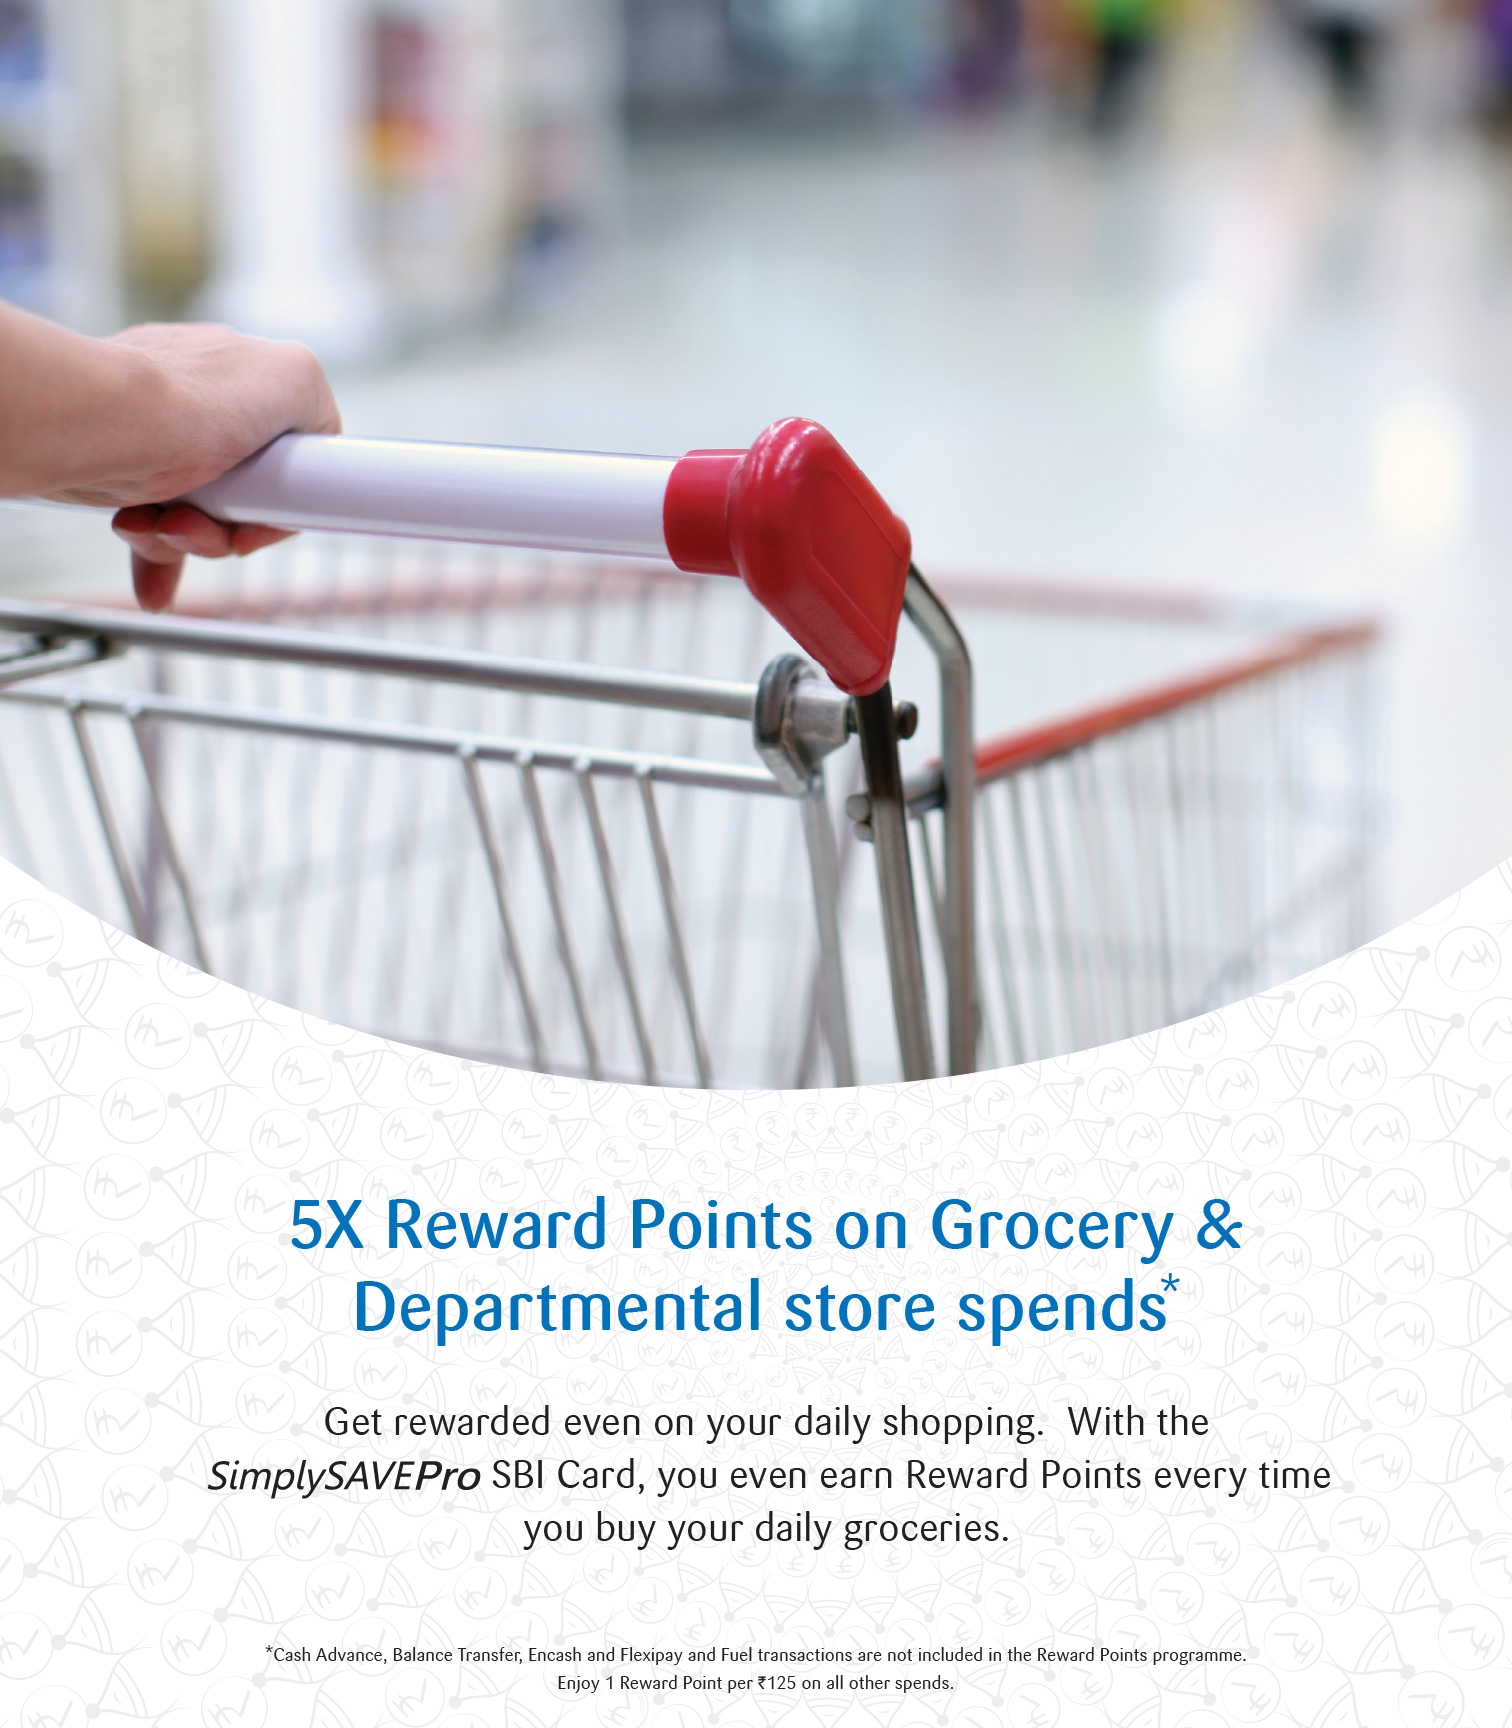 5X Reward Points on Grocery &
Departmental store spends*
Get rewarded even on your daily shopping. With the
SimplySAVEPro SBI Card, you even earn Reward Points every time
you buy your daily groceries.
*Cash Advance, Balance Transfer, Encash and Flexipay and Fuel transactions are not included in the Reward Points programme.
Enjoy 1 Reward Point per ₹125 on all other spends.